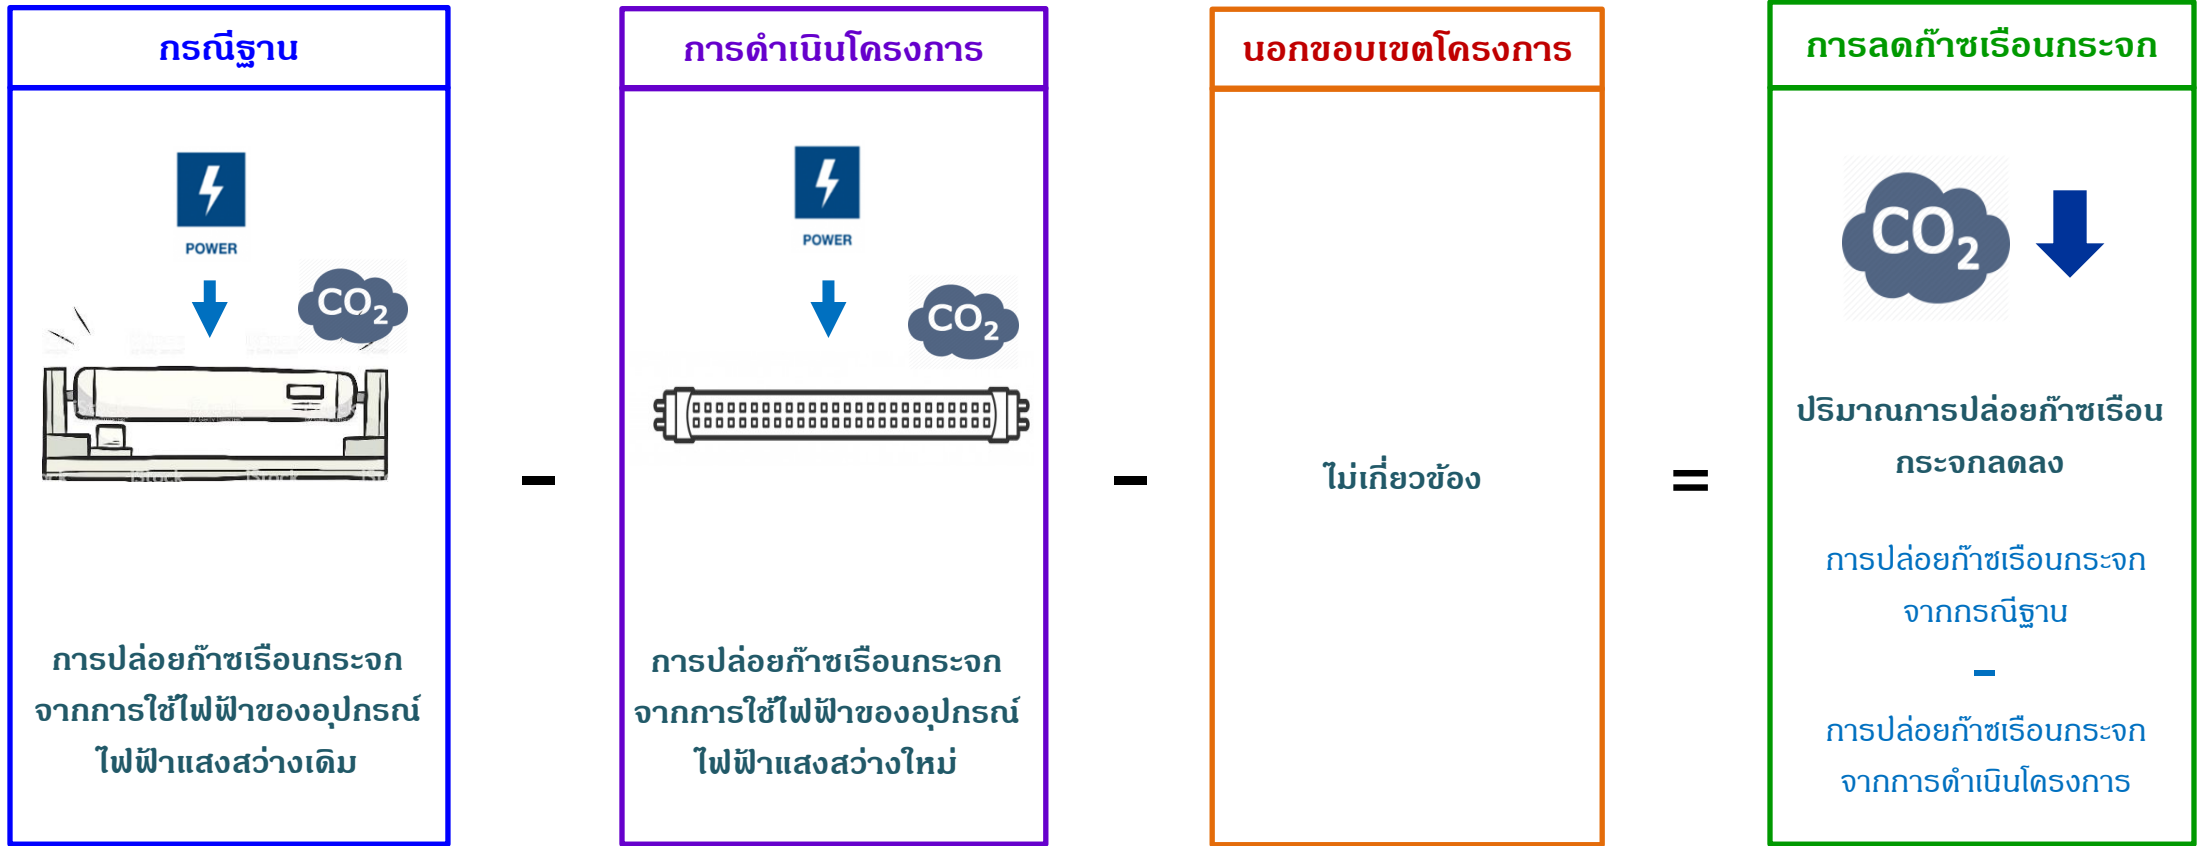 กรณีฐาน
POWER
CO2
iStock
iStock
การปล่อยก๊าซเรือนกระจก
จากการใช้ไฟฟ้าของอุปกรณ์
ไฟฟ้าแสงสว่างเดิม
-
การดำเนินโครงการ
POWER
CO2
การปล่อยก๊าซเรือนกระจก
จากการใช้ไฟฟ้าของอุปกรณ์
ไฟฟ้าแสงสว่างใหม่
-
นอกขอบเขตโครงการ
ไม่เกี่ยวข้อง
=
การลดก๊าซเรือนกระจก
CO2
ปริมาณการปล่อยก๊าซเรือน
กระจกลดลง
การปล่อยก๊าซเรือนกระจก
จากกรณีฐาน
-
การปล่อยก๊าซเรือนกระจก
จากการดำเนินโครงการ